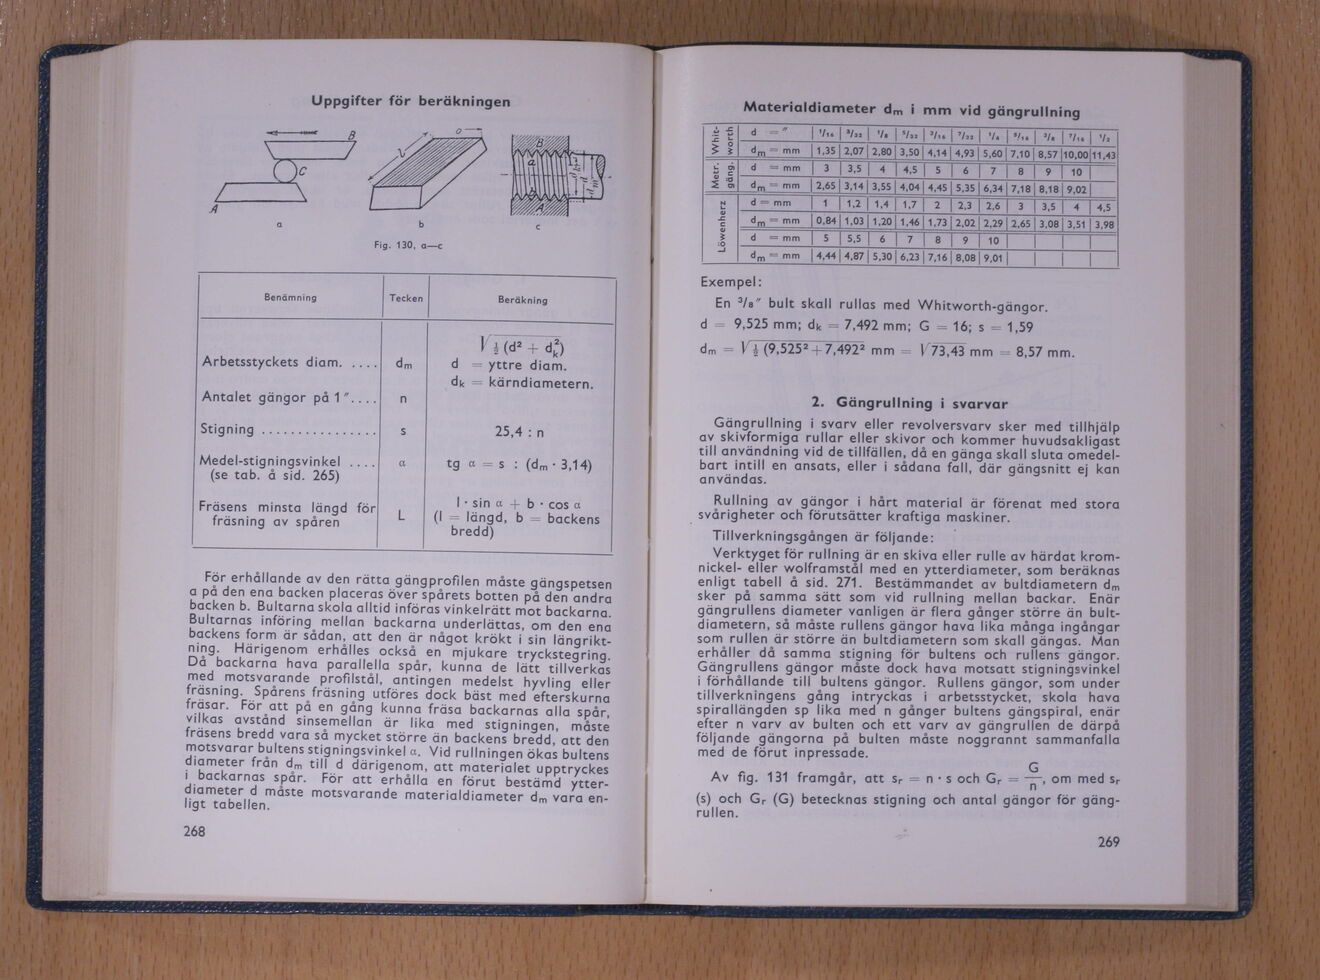 Uppgifter för beräkningen
B
C
A
a
l
a
b
B
a
b
A
c
Fig. 130, a—c
Benämning Tecken Beräkning
Arbetsstyckets diam. .... dm √½ (d² + dk²)
d = yttre diam.
dk = kärndiametern.
Antalet gängor på 1".... n
Stigning ................ s 25,4 : n
Medel-stigningsvinkel .... α tg α = s : (dm · 3,14)
(se tab. å sid. 265)
Fräsens minsta längd för L l · sin α + b · cos α
fräsning av spåren (l = längd, b = backens
bredd)
För erhållande av den rätta gängprofilen måste gängspetsen
a på den ena backen placeras över spårets botten på den andra
backen b. Bultarna skola alltid införas vinkelrätt mot backarna.
Bultarnas införing mellan backarna underlättas, om den ena
backens form är sådan, att den är något krökt i sin längrikt-
ning. Härigenom erhålles också en mjukare tryckstegring.
Då backarna hava parallella spår, kunna de lätt tillverkas
med motsvarande profilstål, antingen medelst hyvling eller
fräsning. Spårens fräsning utföres dock bäst med efterskurna
fräsar. För att på en gång kunna fräsa backarnas alla spår,
vilkas avstånd sinsemellan är lika med stigningen, måste
fräsens bredd vara så mycket större än backens bredd, att den
motsvarar bultens stigningsvinkel α. Vid rullningen ökas bultens
diameter från dm till d därigenom, att materialet upptryckes
i backarnas spår. För att erhålla en förut bestämd ytter-
diameter d måste motsvarande materialdiameter dm vara en-
ligt tabellen.
268
Materialdiameter dm i mm vid gängrullning
Whit-worth d = " 1/16 3/32 1/8 5/32 3/16 7/32 1/4 5/16 3/8 7/16 1/2
dm = mm 1,35 2,07 2,80 3,50 4,14 4,93 5,60 7,10 8,57 10,00 11,43
Metr. gäng. d = mm 3 3,5 4 4,5 5 6 7 8 9 10
dm = mm 2,65 3,14 3,55 4,04 4,45 5,35 6,34 7,18 8,18 9,02
Löwenherz d = mm 1 1,2 1,4 1,7 2 2,3 2,6 3 3,5 4 4,5
dm = mm 0,84 1,03 1,20 1,46 1,73 2,02 2,29 2,65 3,08 3,51 3,98
d = mm 5 5,5 6 7 8 9 10
dm = mm 4,44 4,87 5,30 6,23 7,16 8,08 9,01
Exempel:
En 3/8" bult skall rullas med Whitworth-gängor.
d = 9,525 mm; dk = 7,492 mm; G = 16; s = 1,59
dm = √½ (9,525² + 7,492² mm = √73,43 mm = 8,57 mm.
2. Gängrullning i svarvar
Gängrullning i svarv eller revolversvarv sker med tillhjälp
av skivformiga rullar eller skivor och kommer huvudsakligast
till användning vid de tillfällen, då en gänga skall sluta omedel-
bart intill en ansats, eller i sådana fall, där gängsnitt ej kan
användas.
Rullning av gängor i hårt material är förenat med stora
svårigheter och förutsätter kraftiga maskiner.
Tillverkningsgången är följande:
Verktyget för rullning är en skiva eller rulle av härdat krom-
nickel- eller wolframstål med en ytterdiameter, som beräknas
enligt tabell å sid. 271. Bestämmandet av bultdiametern dm
sker på samma sätt som vid rullning mellan backar. Enär
gängrullens diameter vanligen är flera gånger större än bult-
diametern, så måste rullens gängor hava lika många ingångar
som rullen är större än bultdiametern som skall gängas. Man
erhåller då samma stigning för bultens och rullens gängor.
Gängrullens gängor måste dock hava motsatt stigningsvinkel
i förhållande till bultens gängor. Rullens gängor, som under
tillverkningens gång intryckas i arbetsstycket, skola hava
spirallängden sp lika med n gånger bultens gängspiral, enär
efter n varv av bulten och ett varv av gängrullen de därpå
följande gängorna på bulten måste noggrannt sammanfalla
med de förut inpressade.
Av fig. 131 framgår, att sr = n · s och Gr = G/n, om med sr
(s) och Gr (G) betecknas stigning och antal gängor för gäng-
rullen.
269